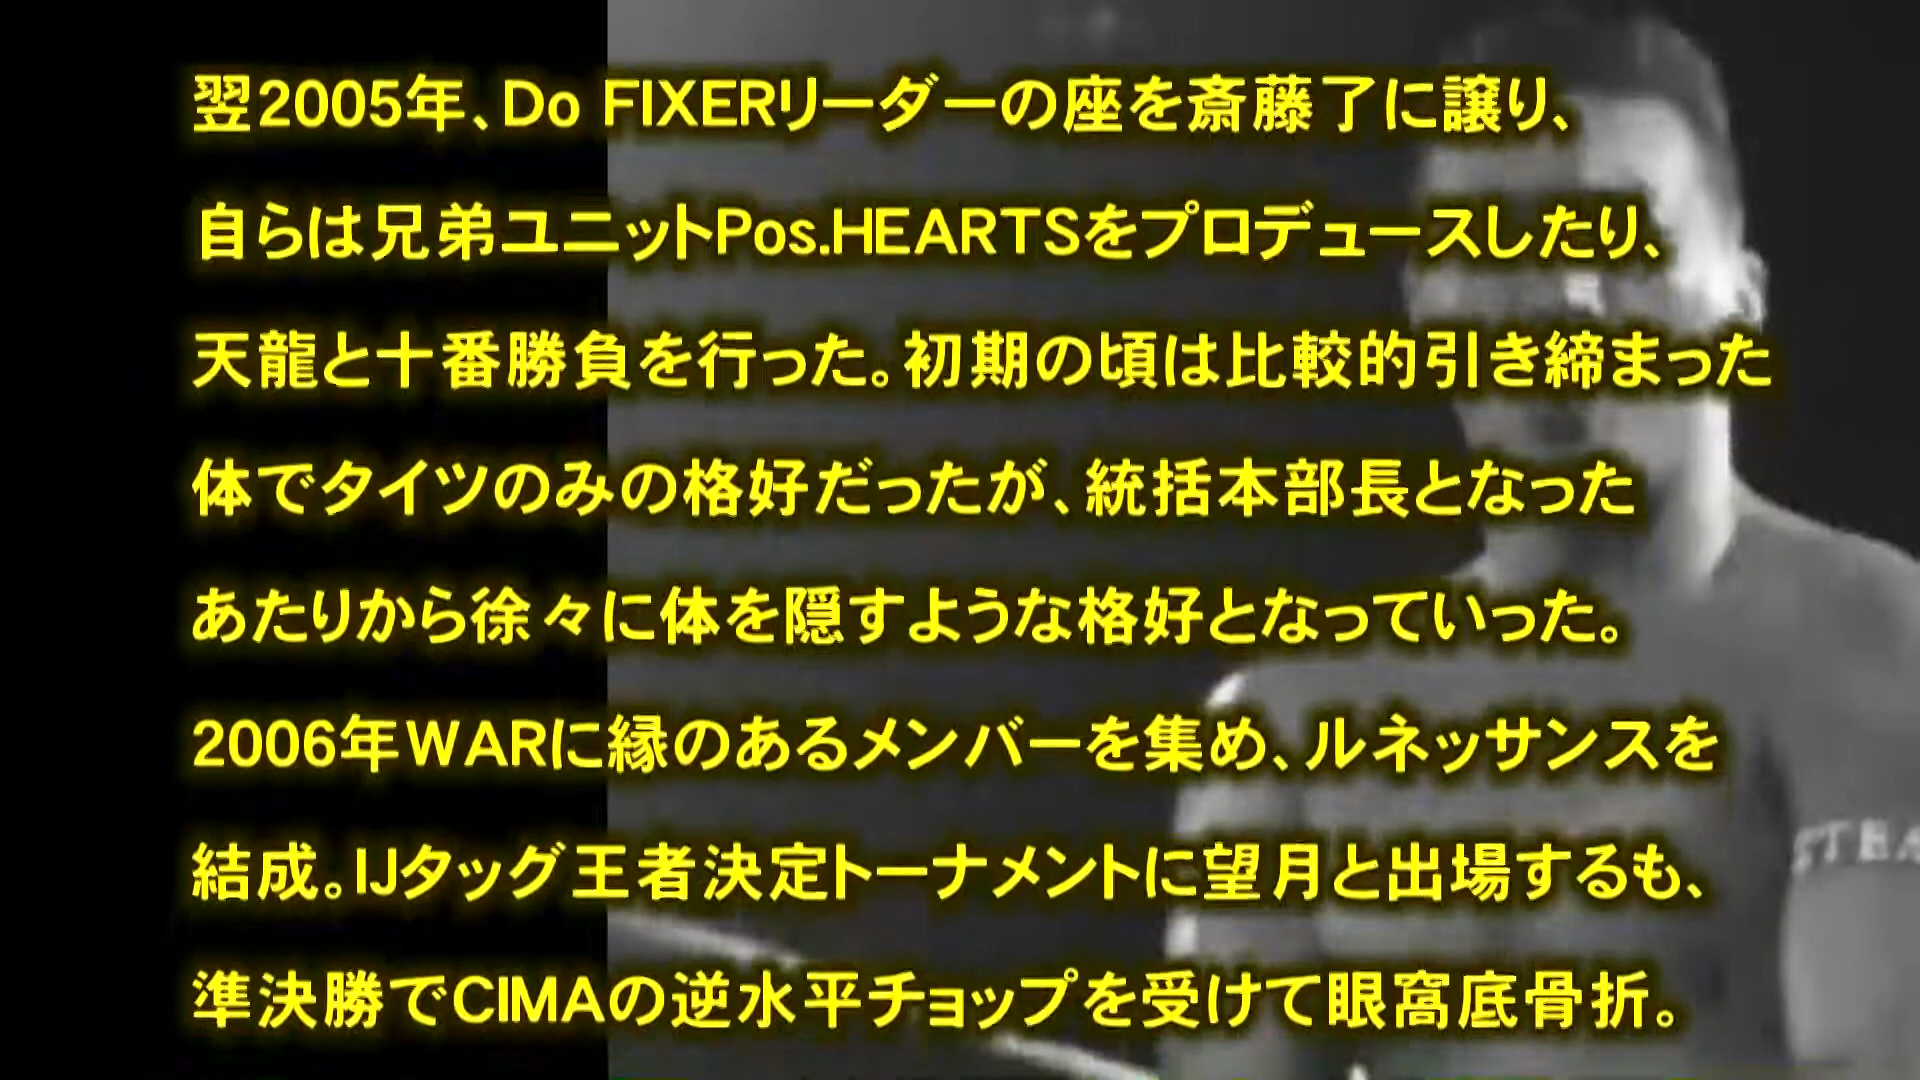 翌2005年、Do FIXERリーダーの座を斎藤了に譲り、
自らは兄弟ユニットPos.HEARTSをプロデュースしたり、
天龍と十番勝負を行った。初期の頃は比較的引き締まった
体でタイツのみの格好だったが、統括本部長となった
あたりから徐々に体を隠すような格好となっていった。
2006年WARに縁のあるメンバーを集め、ルネッサンスを
結成。IJタッグ王者決定トーナメントに望月と出場するも、
準決勝でCIMAの逆水平チョップを受けて眼窩底骨折。